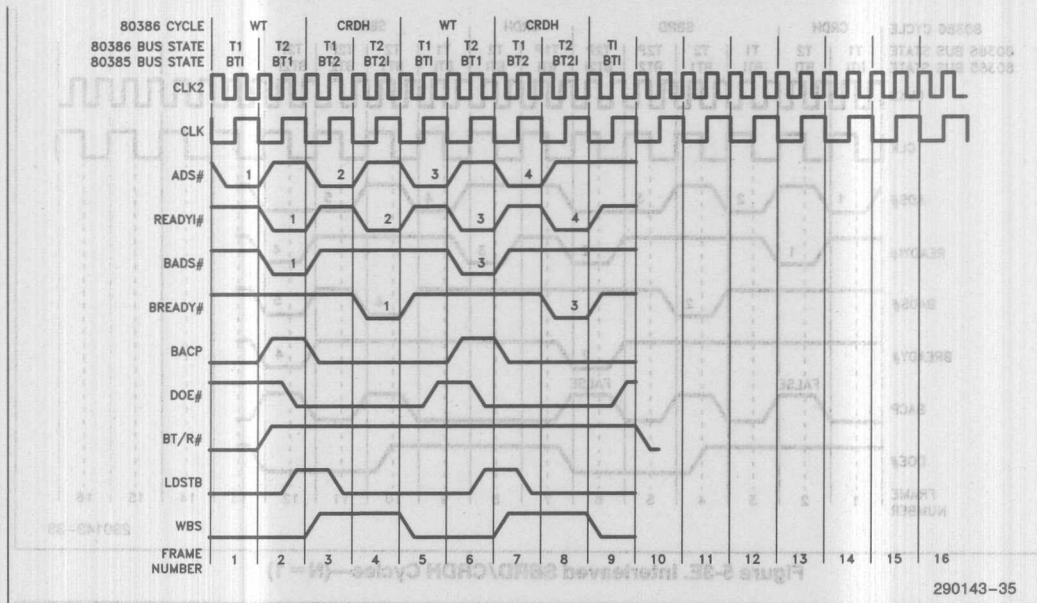 80386 CYCLE WT CRDH WT CRDH
80386 BUS STATE T1 T2 T1 T2 T1 T2 T1 T2 TI
80385 BUS STATE BTI BT1 BT2 BT2I BTI BT1 BT2 BT2I BTI
CLK2
CLK
ADS# 1 2 3 4
READYI# 1 2 3 4
BADS# 1 3
BREADY# 1 3
BACP
DOE#
BT/R#
LDSTB
WBS
FRAME
NUMBER 1 2 3 4 5 6 7 8 9 10 11 12 13 14 15 16
290143-35